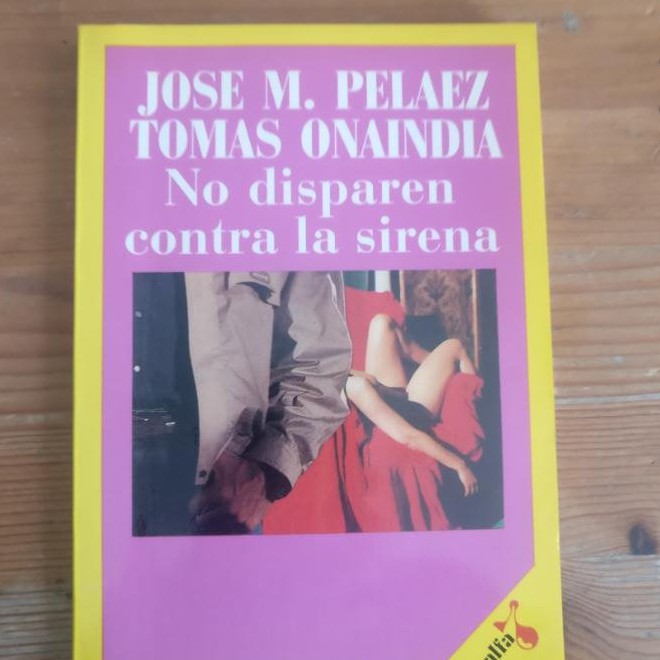 JOSE M. PELAEZ
TOMAS ONAINDIA
No disparen
contra la sirena